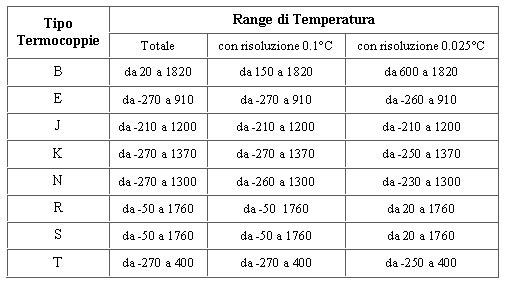 Tipo Termocoppie Range di Temperatura
Totale con risoluzione 0.1°C con risoluzione 0.025°C
B da 20 a 1820 da 150 a 1820 da 600 a 1820
E da -270 a 910 da -270 a 910 da -260 a 910
J da -210 a 1200 da -210 a 1200 da -210 a 1200
K da -270 a 1370 da -270 a 1370 da -250 a 1370
N da -270 a 1300 da -260 a 1300 da -230 a 1300
R da -50 a 1760 da -50 1760 da 20 a 1760
S da -50 a 1760 da -50 a 1760 da 20 a 1760
T da -270 a 400 da -270 a 400 da -250 a 400